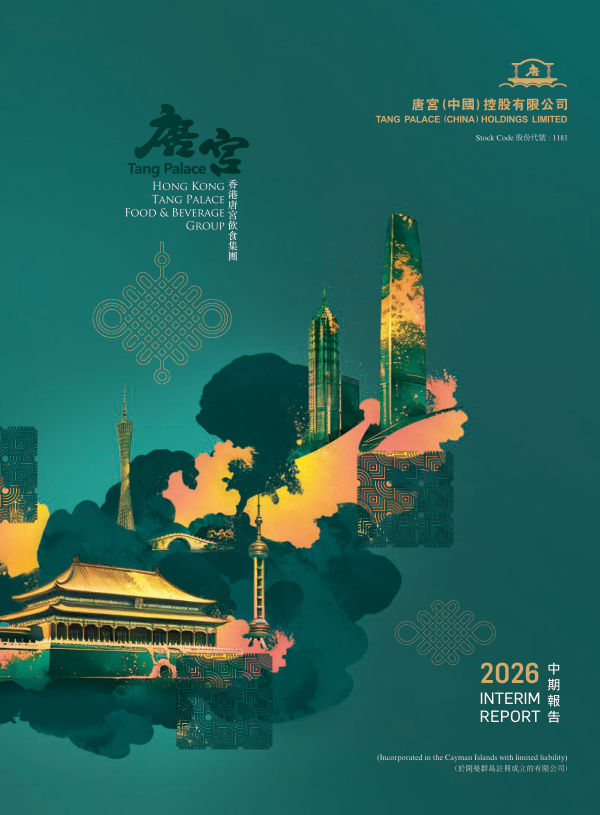 唐
唐宮(中國)控股有限公司
TANG PALACE (CHINA) HOLDINGS LIMITED
Stock Code 股份代號 : 1181
唐宮
Tang Palace
HONG KONG
TANG PALACE
FOOD & BEVERAGE
GROUP
香港唐宮飲食集團
2026
INTERIM
REPORT
中期報告
(Incorporated in the Cayman Islands with limited liability)
(於開曼群島註冊成立的有限公司)